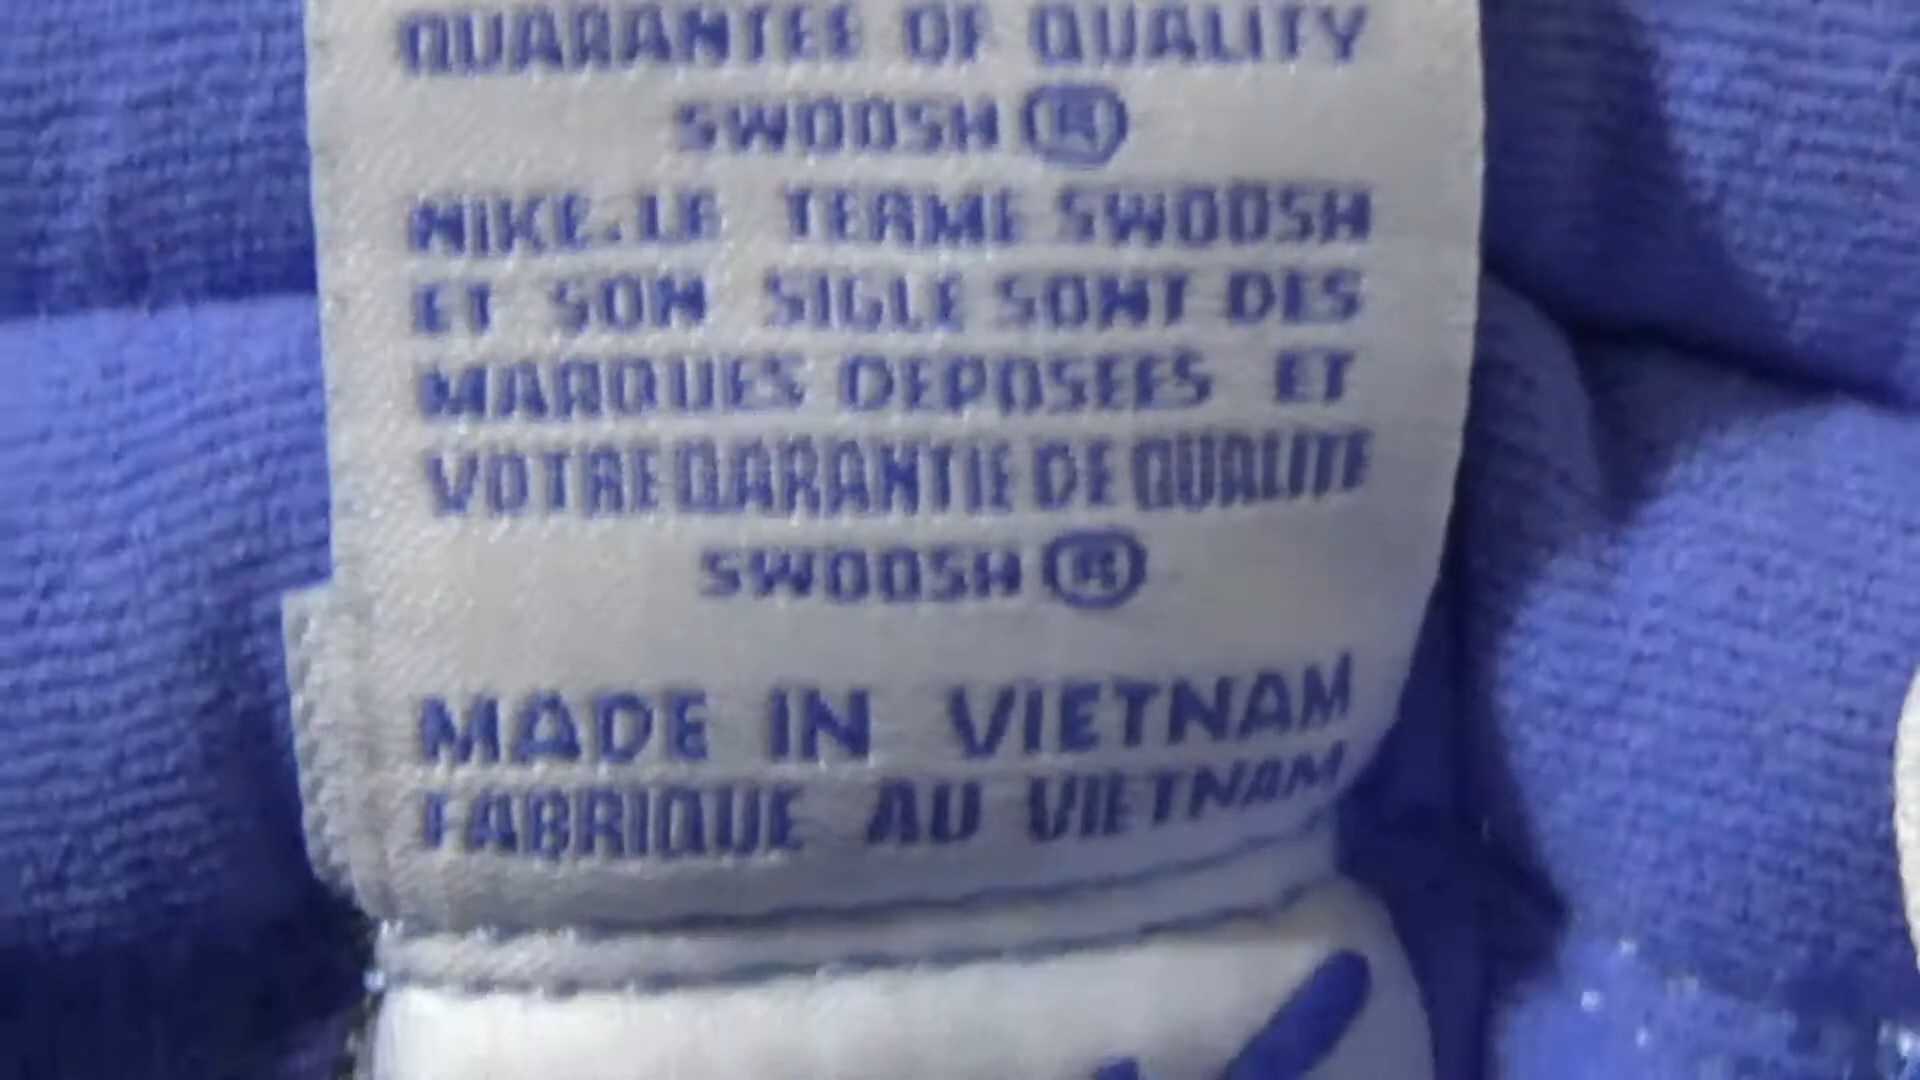 GUARANTEE OF QUALITY
SWOOSH ®
NIKE.LE TERME SWOOSH
ET SON SIGLE SONT DES
MARQUES DEPOSEES ET
VOTRE GARANTIE DE QUALITE
SWOOSH ®
MADE IN VIETNAM
FABRIQUE AU VIETNAM